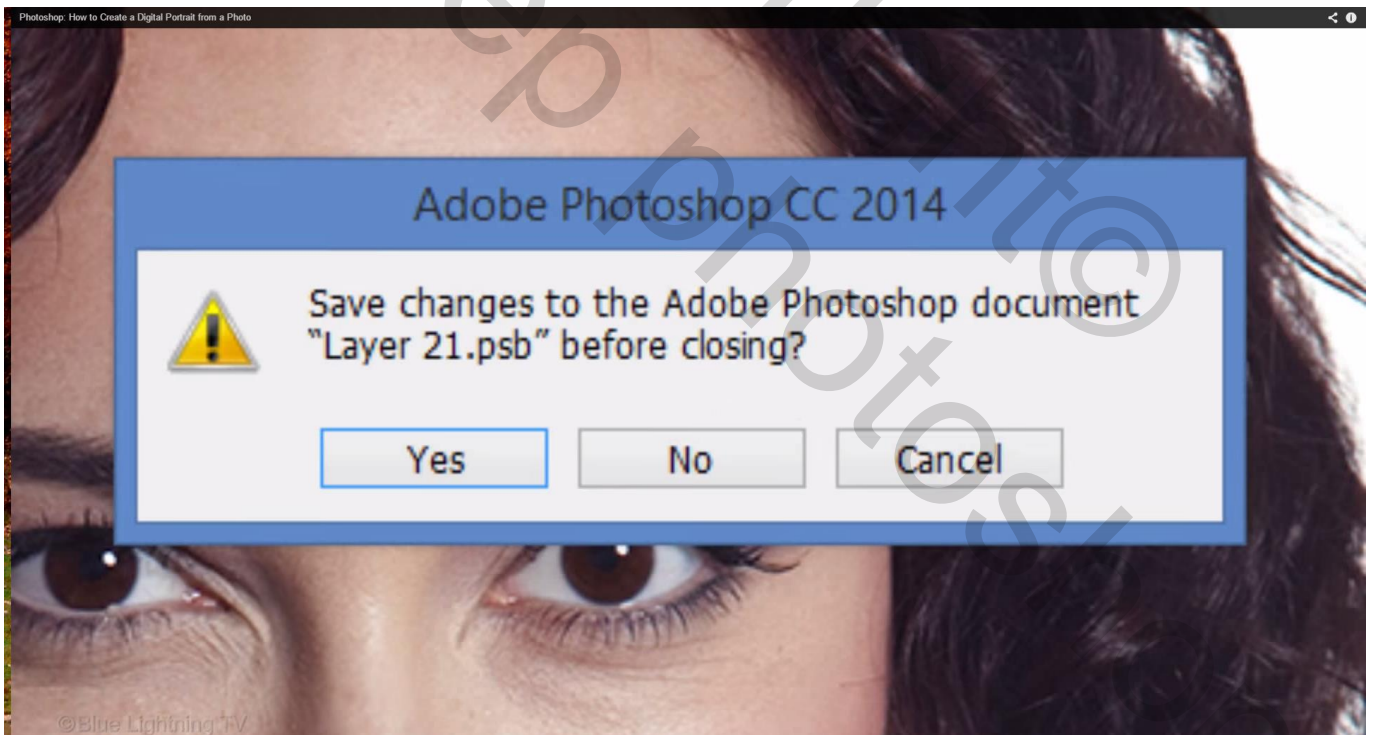 Photoshop: How to Create a Digital Portrait from a Photo
Adobe Photoshop CC 2014
Save changes to the Adobe Photoshop document
“Layer 21.psb” before closing?
Yes
No
Cancel
©Blue Lightning TV